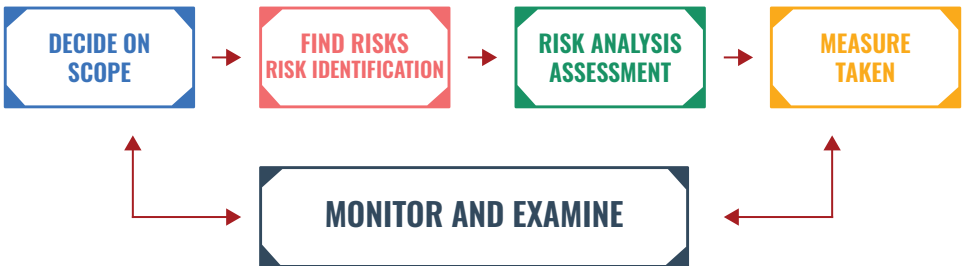 DECIDE ON
SCOPE
FIND RISKS
RISK IDENTIFICATION
RISK ANALYSIS
ASSESSMENT
MEASURE
TAKEN
MONITOR AND EXAMINE